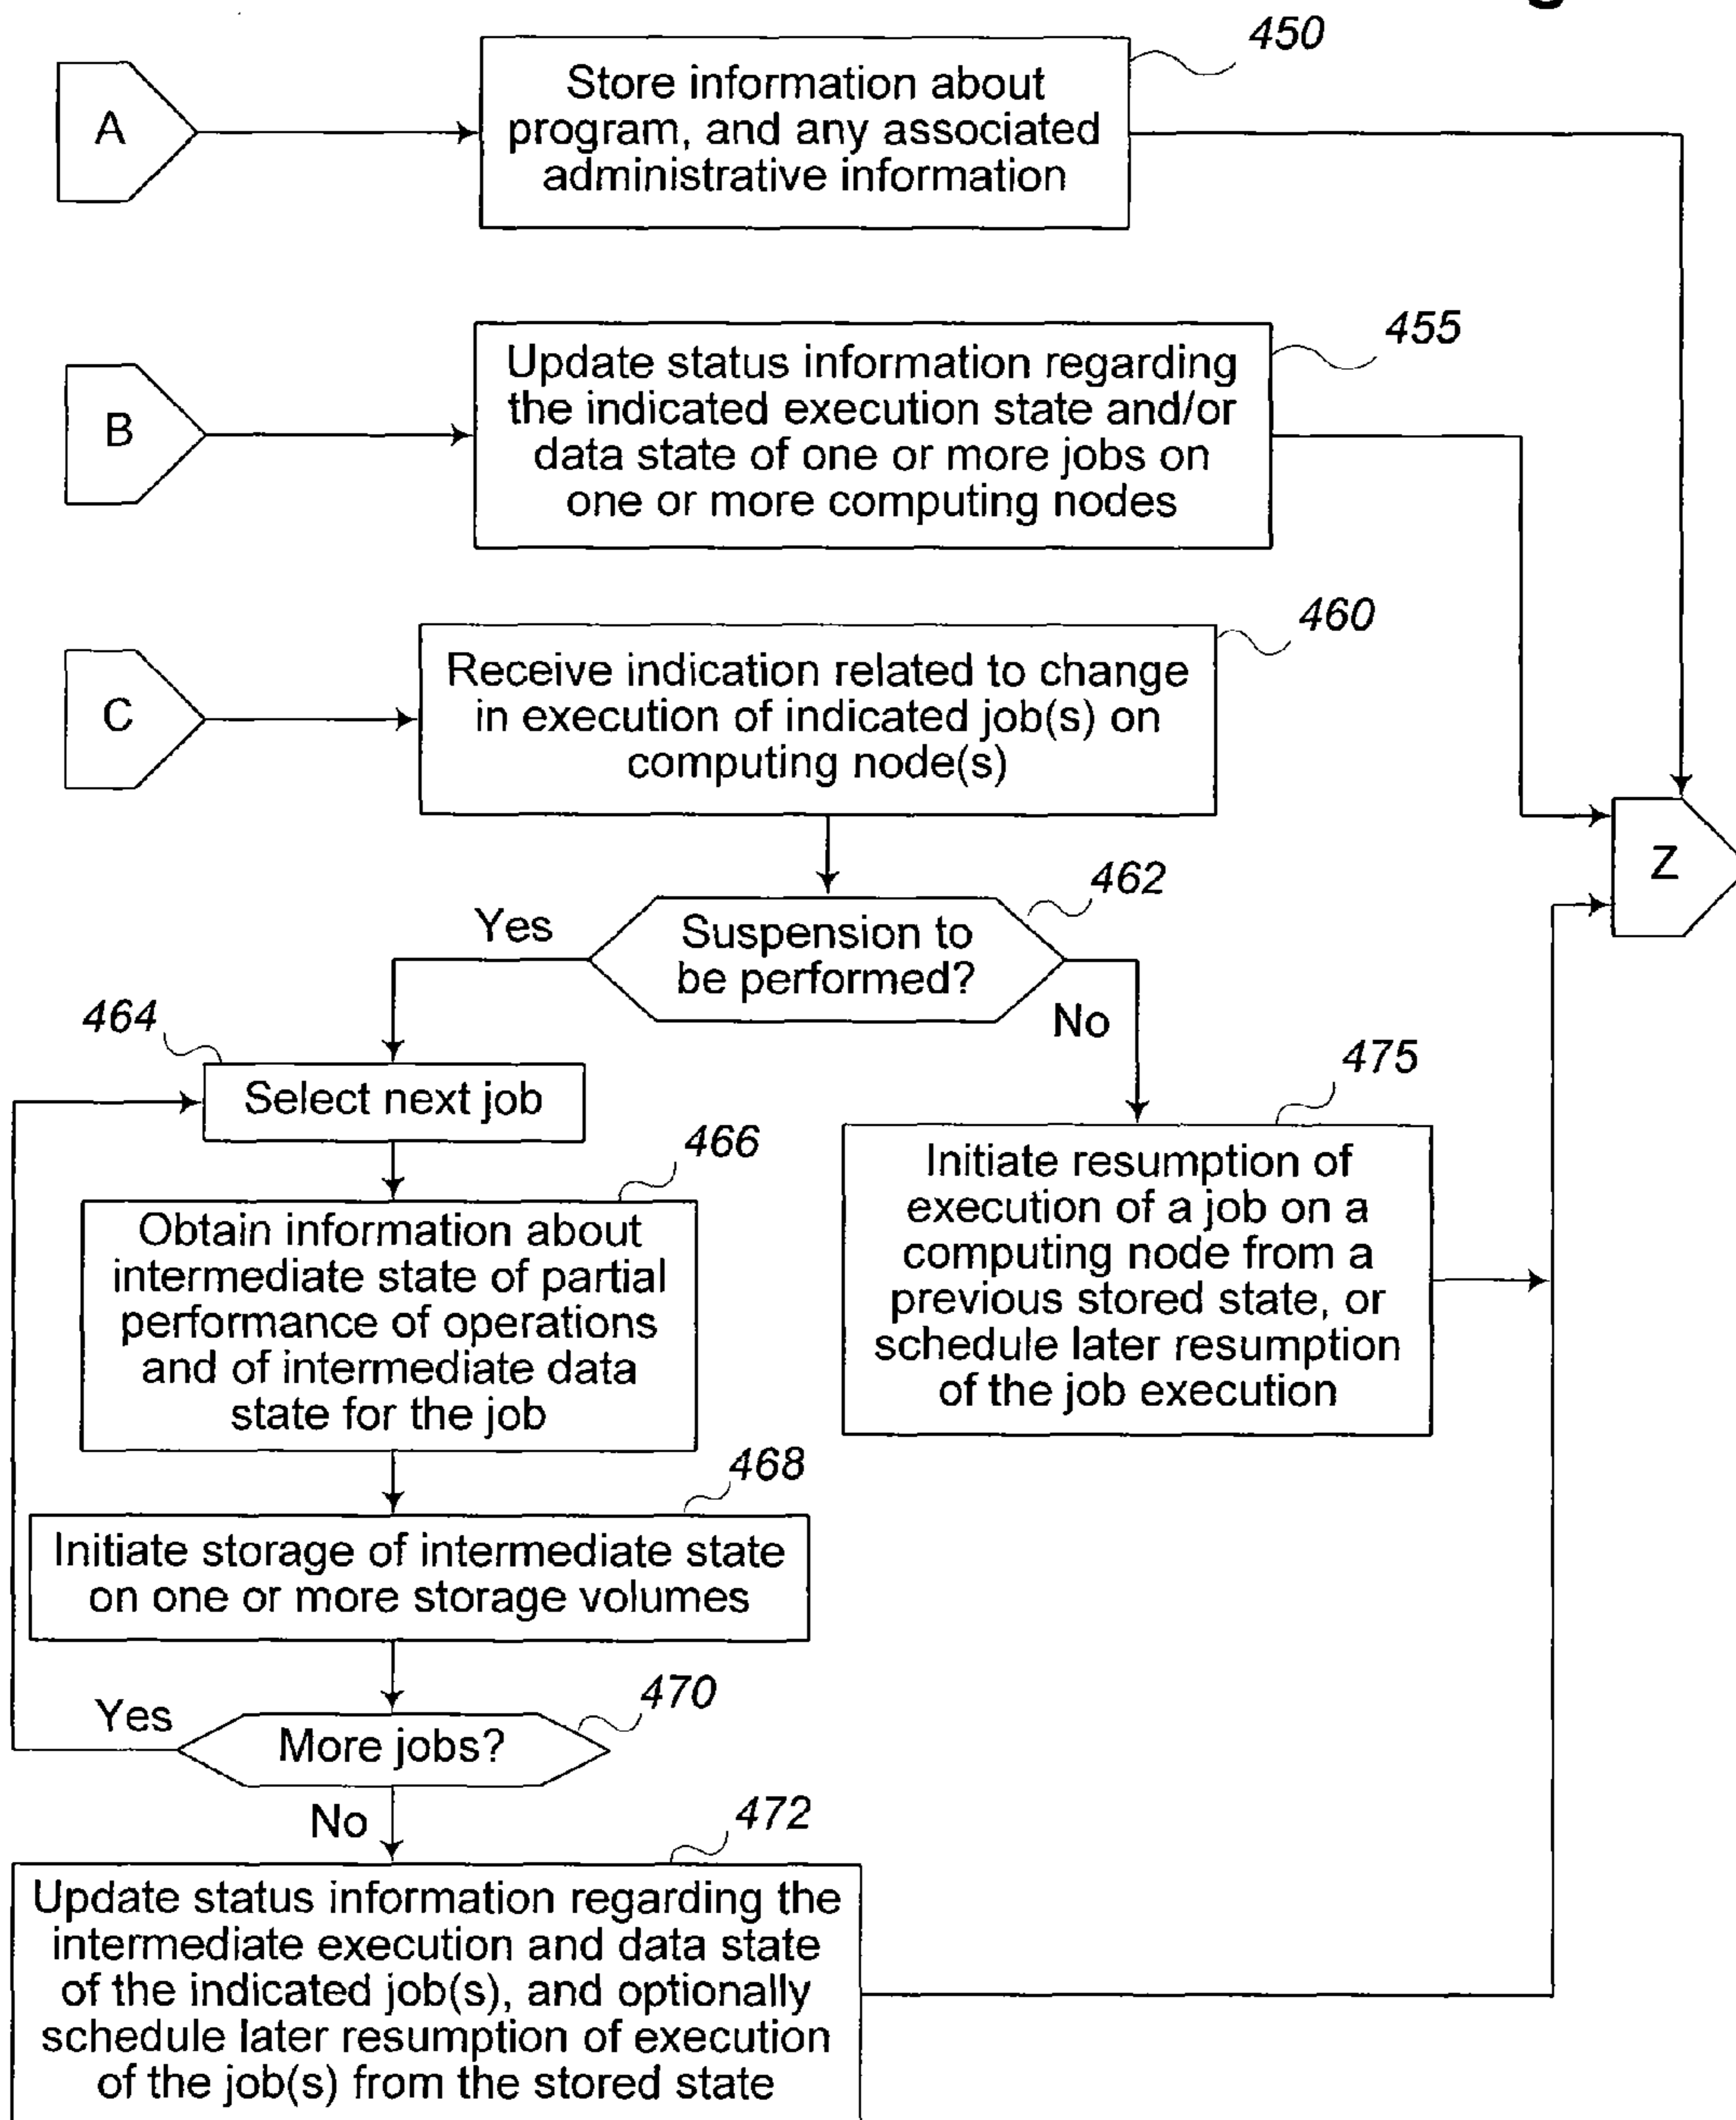 450
A
Store information about
program, and any associated
administrative information
455
B
Update status information regarding
the indicated execution state and/or
data state of one or more jobs on
one or more computing nodes
460
C
Receive indication related to change
in execution of indicated job(s) on
computing node(s)
Z
462
Yes
Suspension to
be performed?
No
464
Select next job
475
Initiate resumption of
execution of a job on a
computing node from a
previous stored state, or
schedule later resumption
of the job execution
466
Obtain information about
intermediate state of partial
performance of operations
and of intermediate data
state for the job
468
Initiate storage of intermediate state
on one or more storage volumes
470
Yes
More jobs?
No
472
Update status information regarding the
intermediate execution and data state
of the indicated job(s), and optionally
schedule later resumption of execution
of the job(s) from the stored state